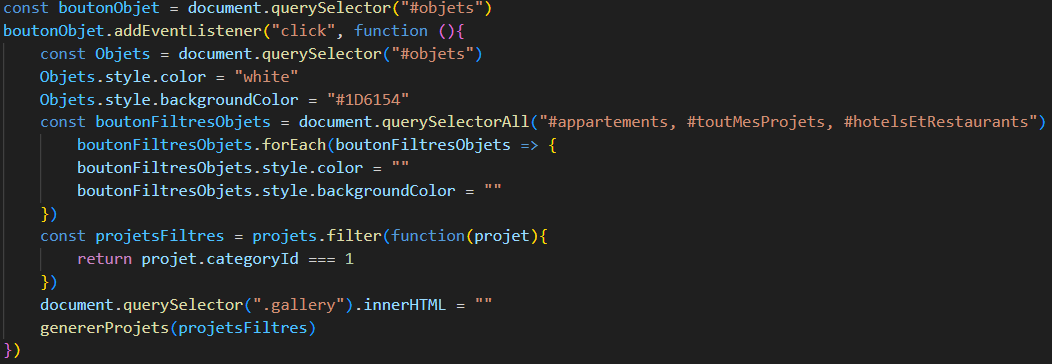 const boutonObjet = document.querySelector("#objets")
boutonObjet.addEventListener("click", function (){
    const Objets = document.querySelector("#objets")
    Objets.style.color = "white"
    Objets.style.backgroundColor = "#1D6154"
    const boutonFiltresObjets = document.querySelectorAll("#appartements, #toutMesProjets, #hotelsEtRestaurants")
        boutonFiltresObjets.forEach(boutonFiltresObjets => {
        boutonFiltresObjets.style.color = ""
        boutonFiltresObjets.style.backgroundColor = ""
    })
    const projetsFiltres = projets.filter(function(projet){
        return projet.categoryId === 1
    })
    document.querySelector(".gallery").innerHTML = ""
    genererProjets(projetsFiltres)
})